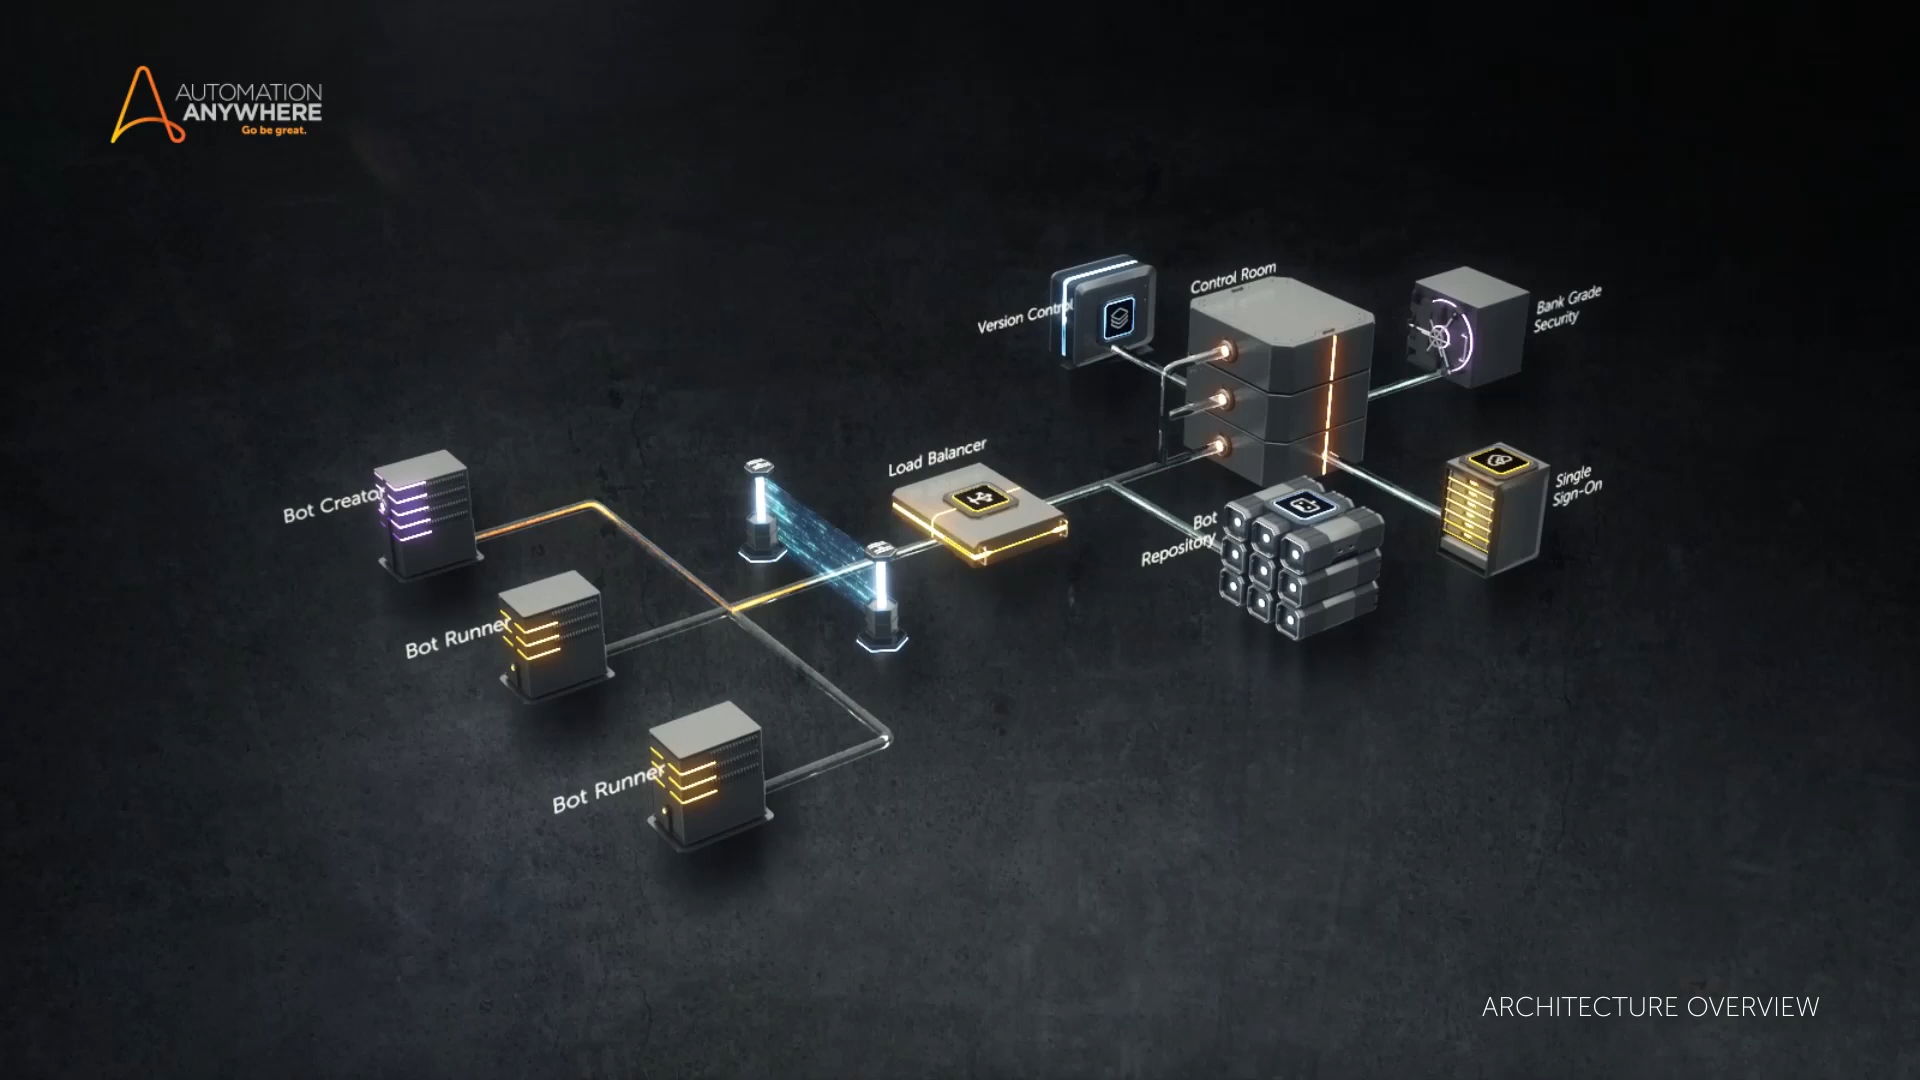 AUTOMATION
ANYWHERE
Go be great.
Version Control
Control Room
Bank Grade
Security
Load Balancer
Bot Creator
Single
Sign-On
Bot
Repository
Bot Runner
Bot Runner
ARCHITECTURE OVERVIEW